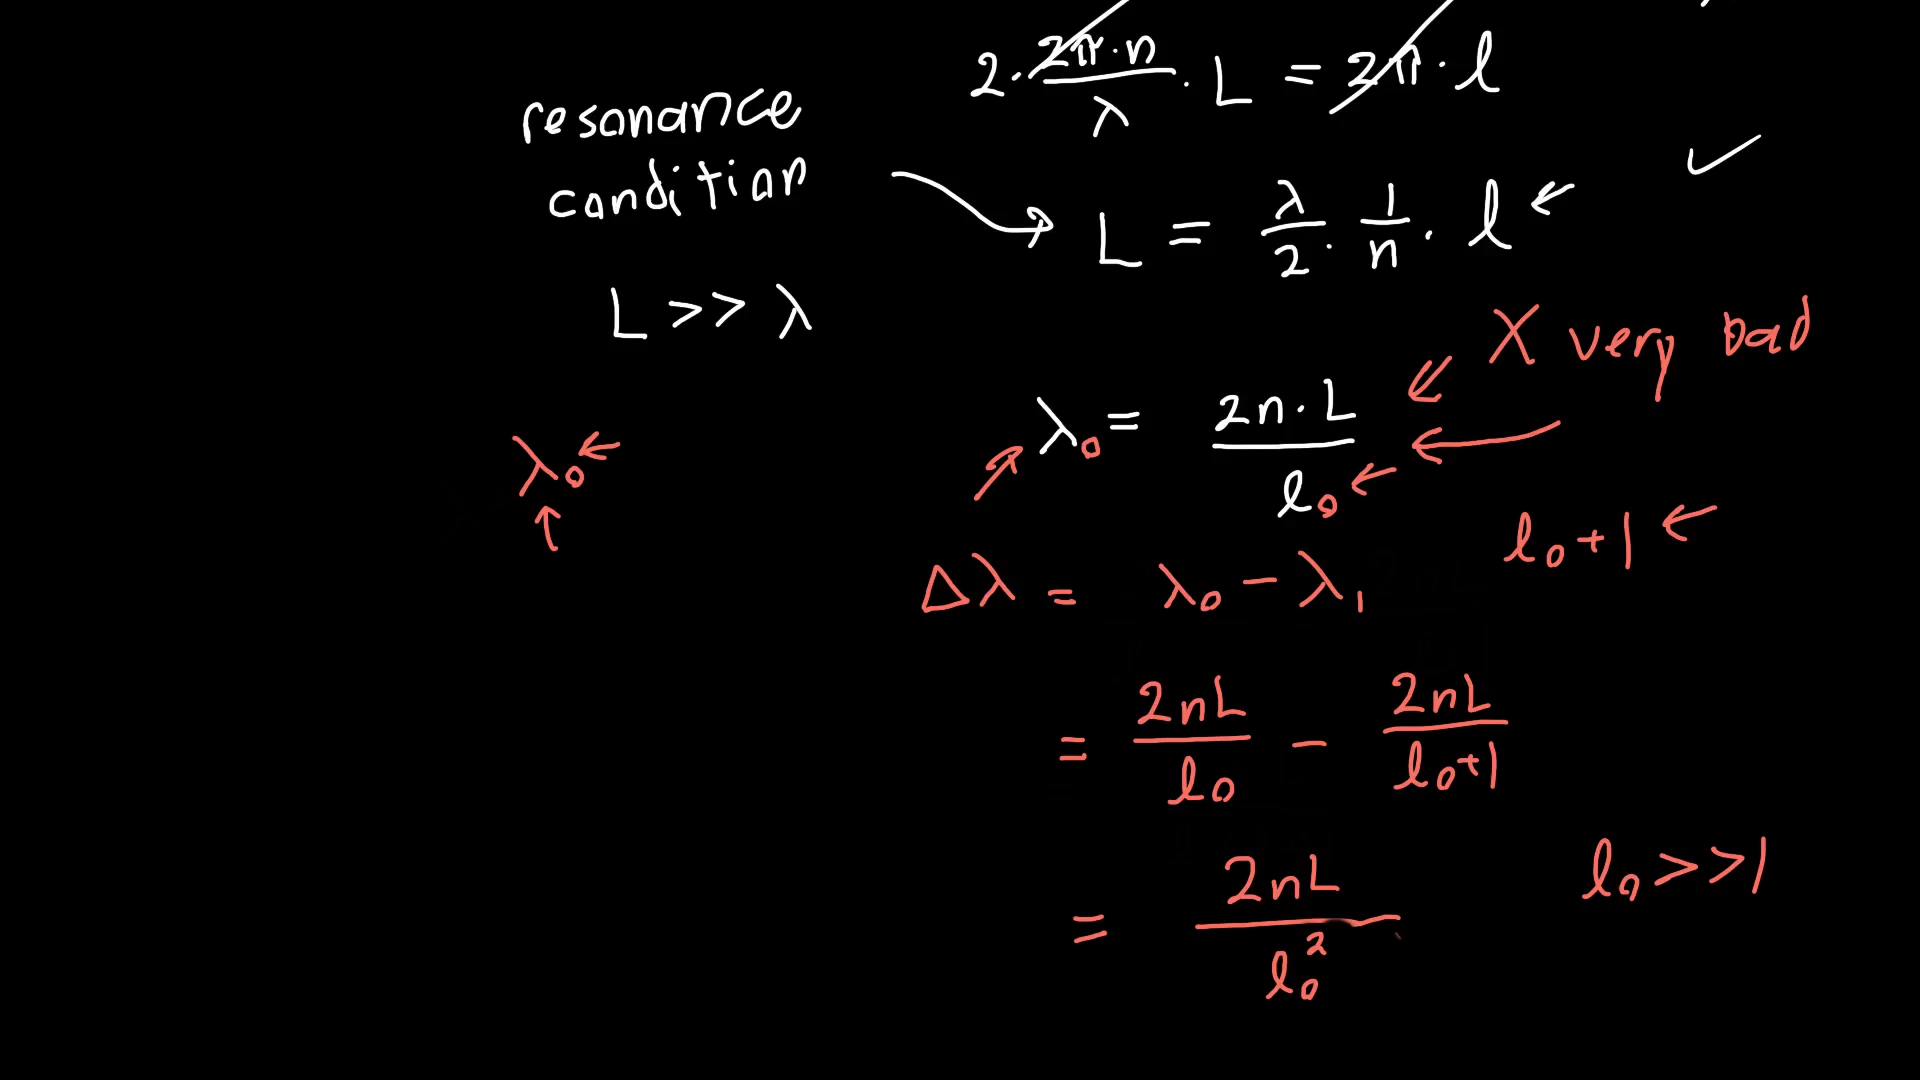 2 · 2π·n/λ · L = 2π · l
resonance
condition
L = λ/2 · 1/n · l
L >> λ
X very bad
λ₀ = 2n·L/l₀
λ₀
l₀+1
Δλ = λ₀ − λ₁
= 2nL/l₀ − 2nL/l₀+1
= 2nL/l₀²
l₀>>1